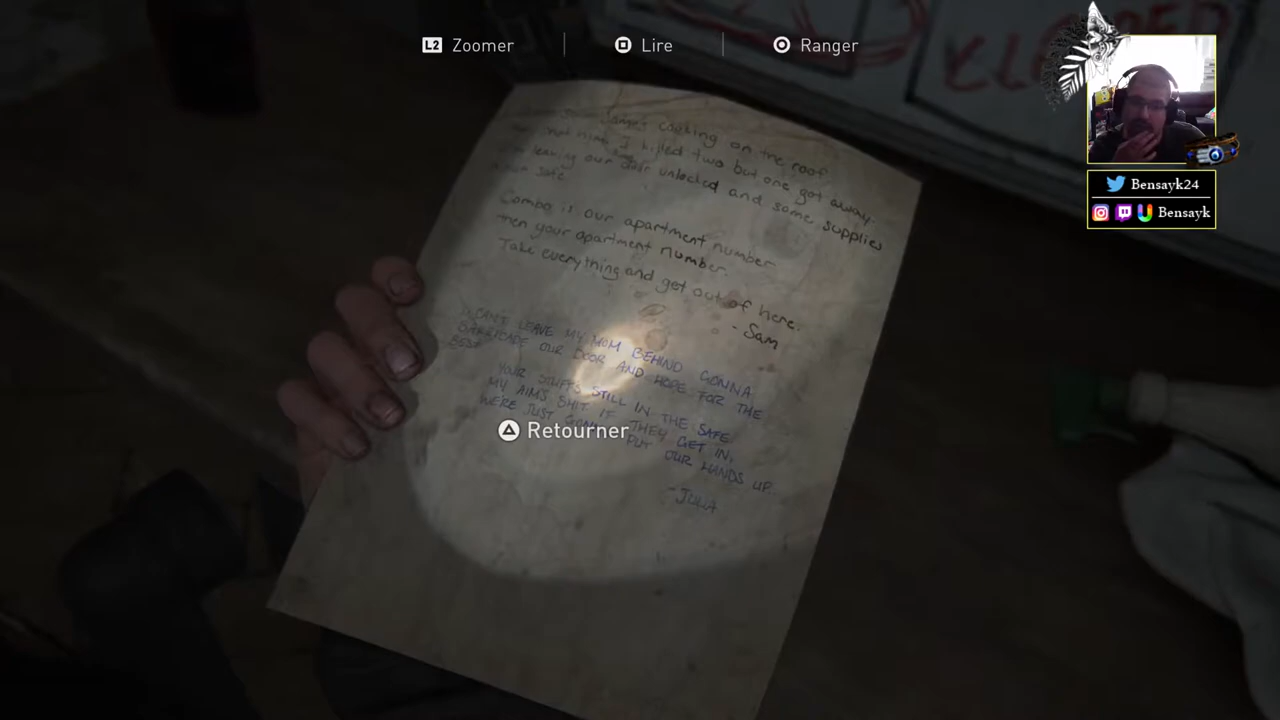 L2 Zoomer
Lire
Ranger
CLOSED
Bensayk24
Bensayk
cooking on the roof
I killed two but one got away.
leaving our door unlocked and some supplies
safe
Combo is our apartment number
then your apartment number.
Take everything and get out of here.
- Sam
CAN'T LEAVE MY MOM BEHIND GONNA
BARRICADE OUR DOOR AND HOPE FOR THE
BEST
YOUR STUFF'S STILL IN THE SAFE
MY AIM'S SHIT IF THEY GET IN,
WE'RE JUST GONNA PUT OUR HANDS UP.
Retourner
- JULIA